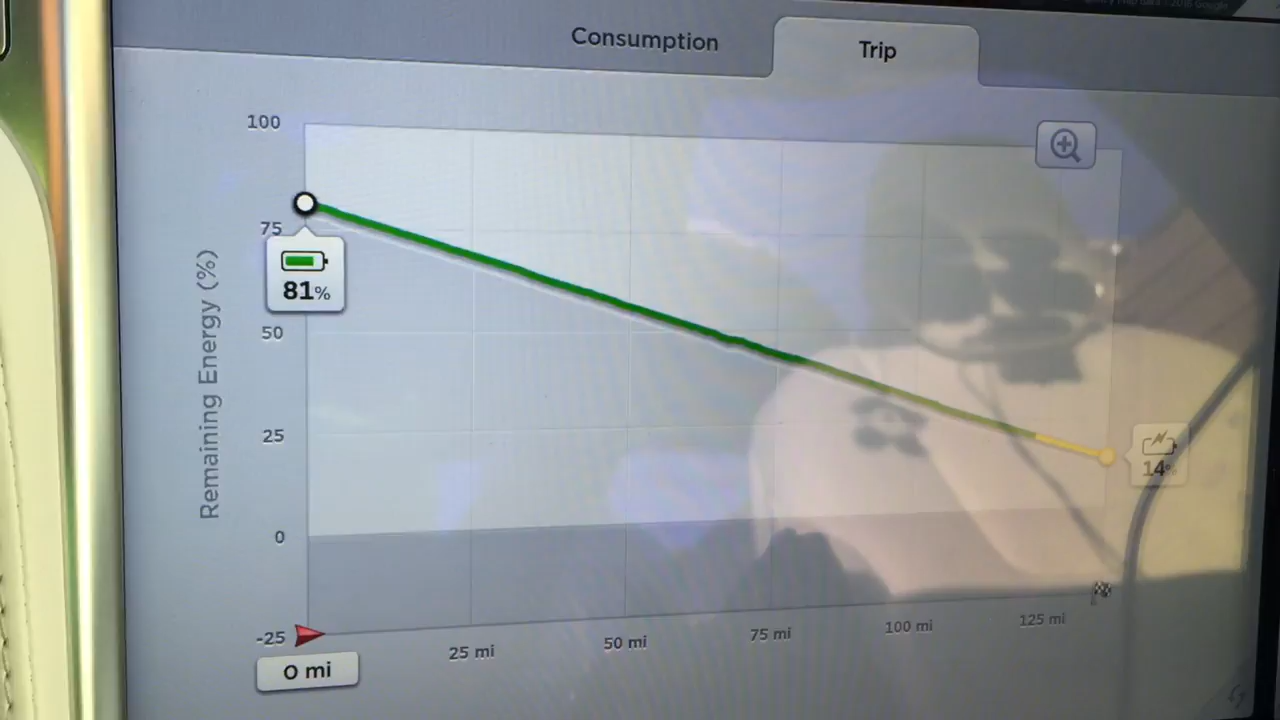 Consumption
Trip
100
75
81%
Remaining Energy (%)
50
25
14%
0
-25
25 mi
50 mi
75 mi
100 mi
125 mi
0 mi